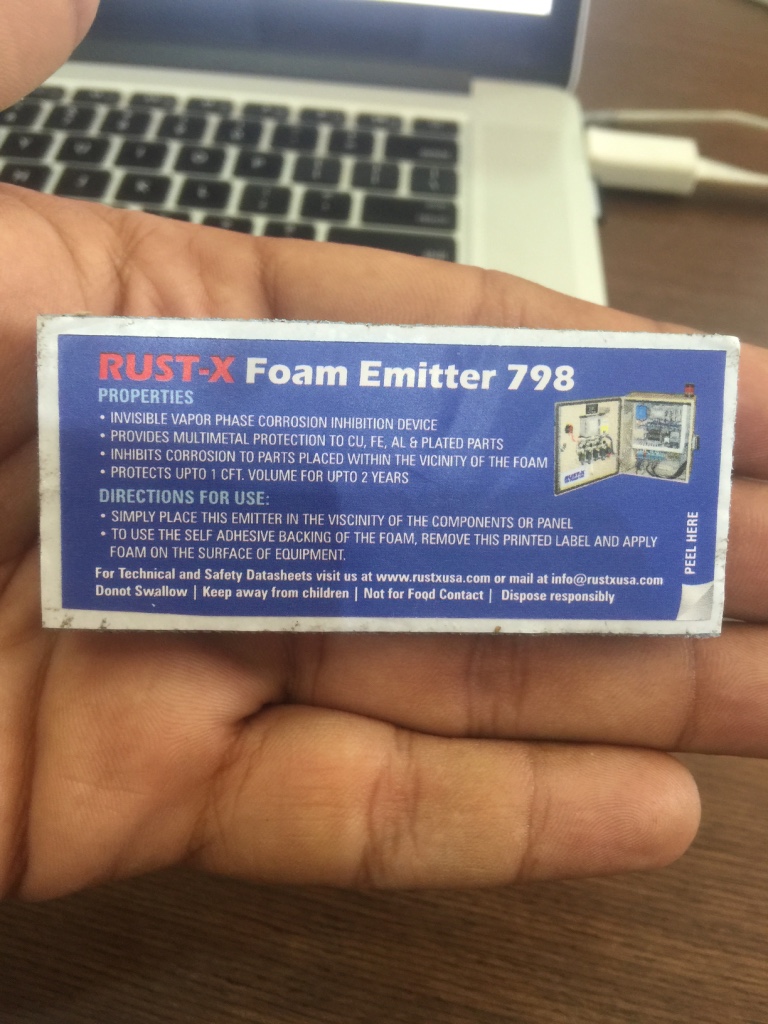 RUST-X Foam Emitter 798
PROPERTIES
• INVISIBLE VAPOR PHASE CORROSION INHIBITION DEVICE
• PROVIDES MULTIMETAL PROTECTION TO CU, FE, AL & PLATED PARTS
• INHIBITS CORROSION TO PARTS PLACED WITHIN THE VICINITY OF THE FOAM
• PROTECTS UPTO 1 CFT. VOLUME FOR UPTO 2 YEARS
DIRECTIONS FOR USE:
• SIMPLY PLACE THIS EMITTER IN THE VISCINITY OF THE COMPONENTS OR PANEL
• TO USE THE SELF ADHESIVE BACKING OF THE FOAM, REMOVE THIS PRINTED LABEL AND APPLY
FOAM ON THE SURFACE OF EQUIPMENT.
For Technical and Safety Datasheets visit us at www.rustxusa.com or mail at info@rustxusa.com
Donot Swallow | Keep away from children | Not for Food Contact | Dispose responsibly
PEEL HERE